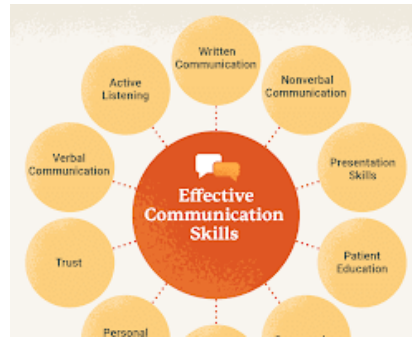 Written
Communication
Active
Listening
Nonverbal
Communication
Verbal
Communication
Effective
Communication
Skills
Presentation
Skills
Trust
Patient
Education
Personal